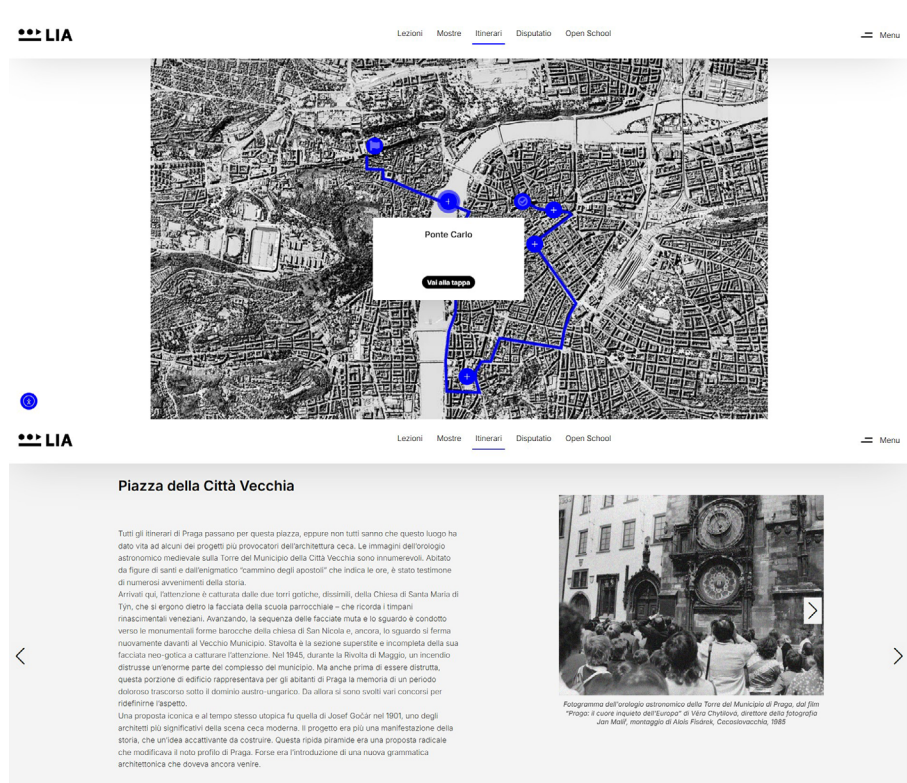 LIA
Lezioni Mostre Itinerari Disputatio Open School
Menu
Ponte Carlo
Vai alla tappa
LIA
Lezioni Mostre Itinerari Disputatio Open School
Menu
Piazza della Città Vecchia
Tutti gli itinerari di Praga passano per questa piazza, eppure non tutti sanno che questo luogo ha
dato vita ad alcuni dei progetti più provocatori dell'architettura ceca. Le immagini dell'orologio
astronomico medievale sulla Torre del Municipio della Città Vecchia sono innumerevoli. Abitato
da figure di santi e dall'enigmatico "cammino degli apostoli" che indica le ore, è stato testimone
di numerosi avvenimenti della storia.
Arrivati qui, l'attenzione è catturata dalle due torri gotiche, dissimili, della Chiesa di Santa Maria di
Týn, che si ergono dietro la facciata della scuola parrocchiale – che ricorda i timpani
rinascimentali veneziani. Avanzando, la sequenza delle facciate muta e lo sguardo è condotto
verso le monumentali forme barocche della chiesa di San Nicola e, ancora, lo sguardo si ferma
nuovamente davanti al Vecchio Municipio. Stavolta è la sezione superstite e incompleta della sua
facciata neo-gotica a catturare l'attenzione. Nel 1945, durante la Rivolta di Maggio, un incendio
distrusse un'enorme parte del complesso del municipio. Ma anche prima di essere distrutta,
questa porzione di edificio rappresentava per gli abitanti di Praga la memoria di un periodo
doloroso trascorso sotto il dominio austro-ungarico. Da allora si sono svolti vari concorsi per
ridefinirne l'aspetto.
Una proposta iconica e al tempo stesso utopica fu quella di Josef Gočár nel 1901, uno degli
architetti più significativi della scena ceca moderna. Il progetto era più una manifestazione della
storia, che un'idea accattivante da costruire. Questa ripida piramide era una proposta radicale
che modificava il noto profilo di Praga. Forse era l'introduzione di una nuova grammatica
architettonica che doveva ancora venire.
Fotogramma dell'orologio astronomico della Torre del Municipio di Praga, dal film
"Praga: il cuore inquieto dell'Europa" di Věra Chytilová, direttore della fotografia
Jan Malíř, montaggio di Alois Fisárek, Cecoslovacchia, 1985